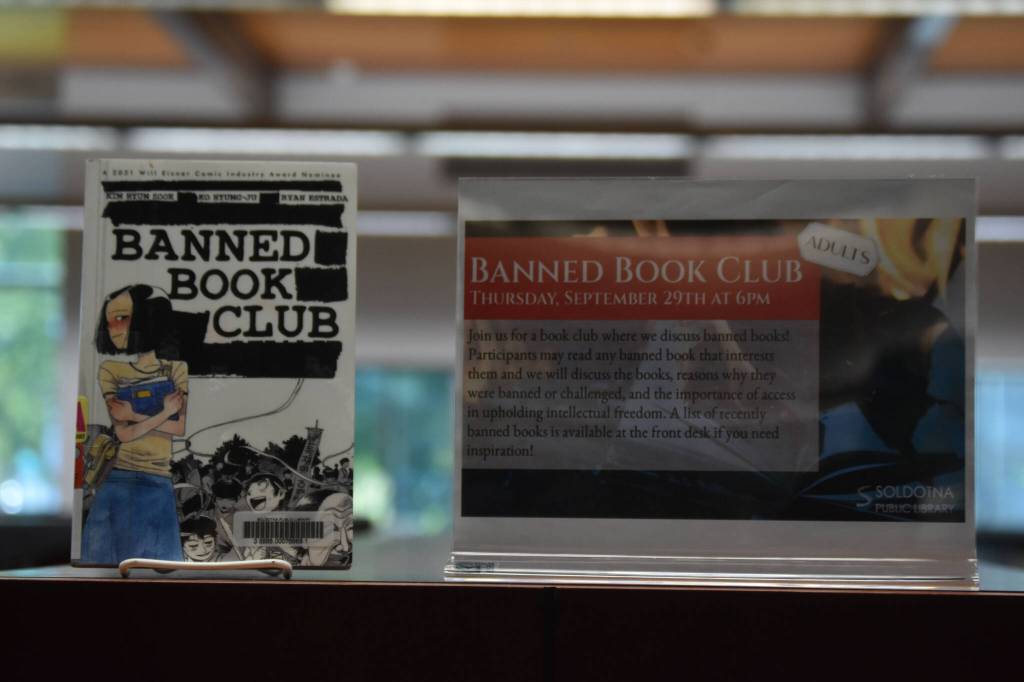 A 2021 Will Eisner Comic Industry Award Nominee
KIM HYUN SOOK KO HYUNG-JU RYAN ESTRADA
BANNED
BOOK
CLUB
ADULTS
BANNED BOOK CLUB
THURSDAY, SEPTEMBER 29TH AT 6PM
Join us for a book club where we discuss banned books!
Participants may read any banned book that interests
them and we will discuss the books, reasons why they
were banned or challenged, and the importance of access
in upholding intellectual freedom. A list of recently
banned books is available at the front desk if you need
inspiration!
SOLDOTNA
PUBLIC LIBRARY